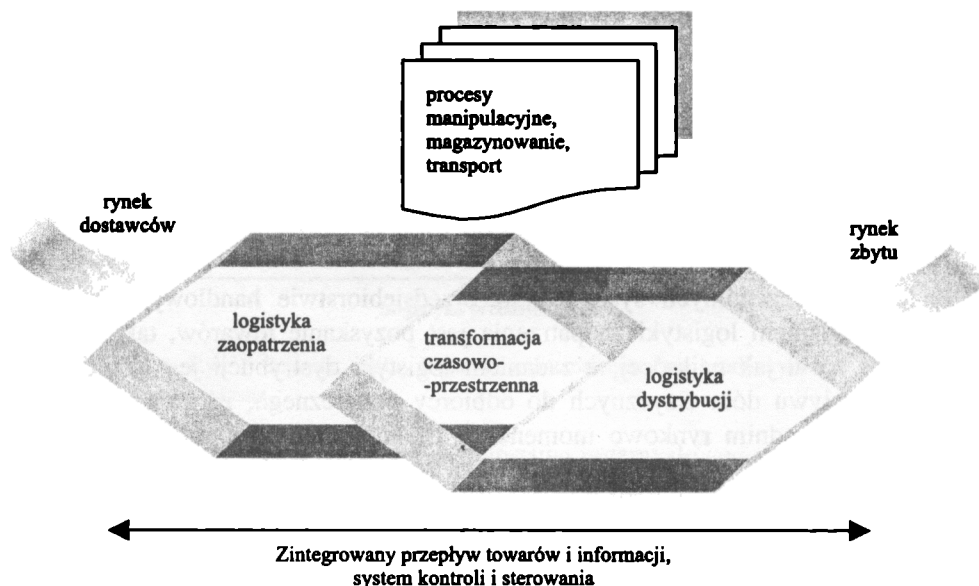 procesy
manipulacyjne,
magazynowanie,
transport
rynek
dostawców
rynek
zbytu
logistyka
zaopatrzenia
transformacja
czasowo-
-przestrzenna
logistyka
dystrybucji
Zintegrowany przepływ towarów i informacji,
system kontroli i sterowania